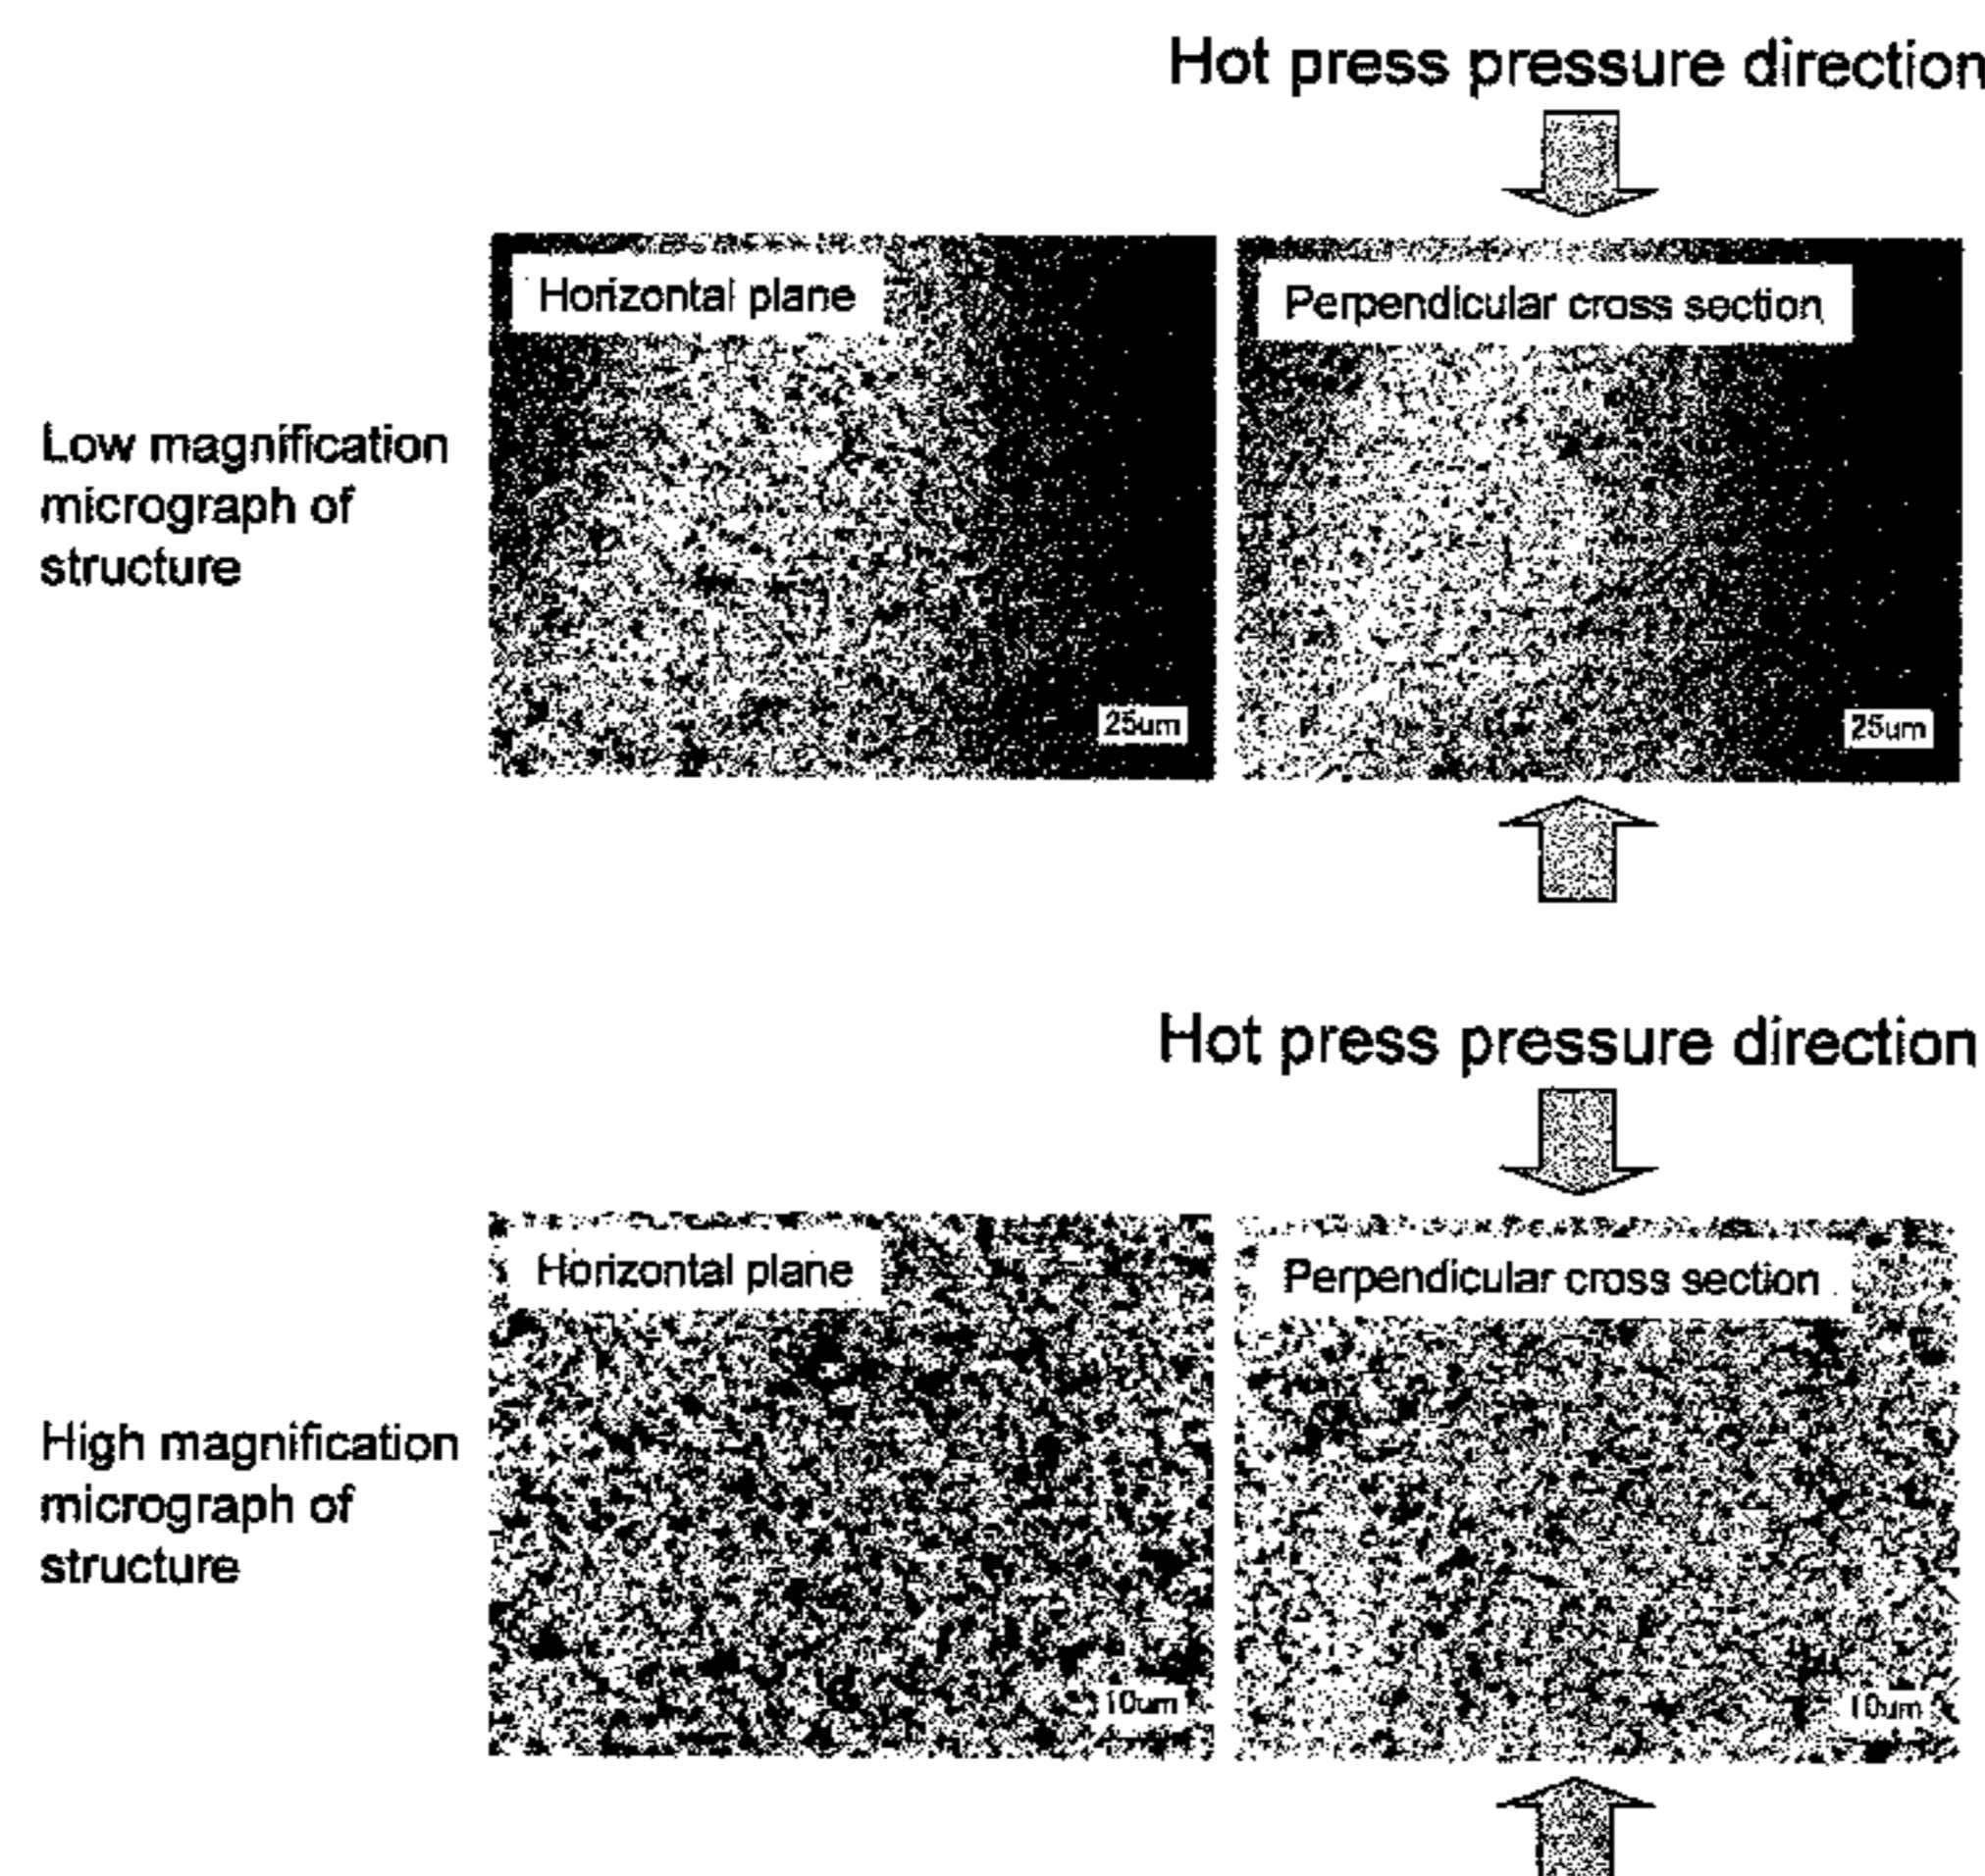 Hot press pressure direction
Horizontal plane
Perpendicular cross section
Low magnification
micrograph of
structure
25um
25um
Hot press pressure direction
Horizontal plane
Perpendicular cross section
High magnification
micrograph of
structure
10um
10um